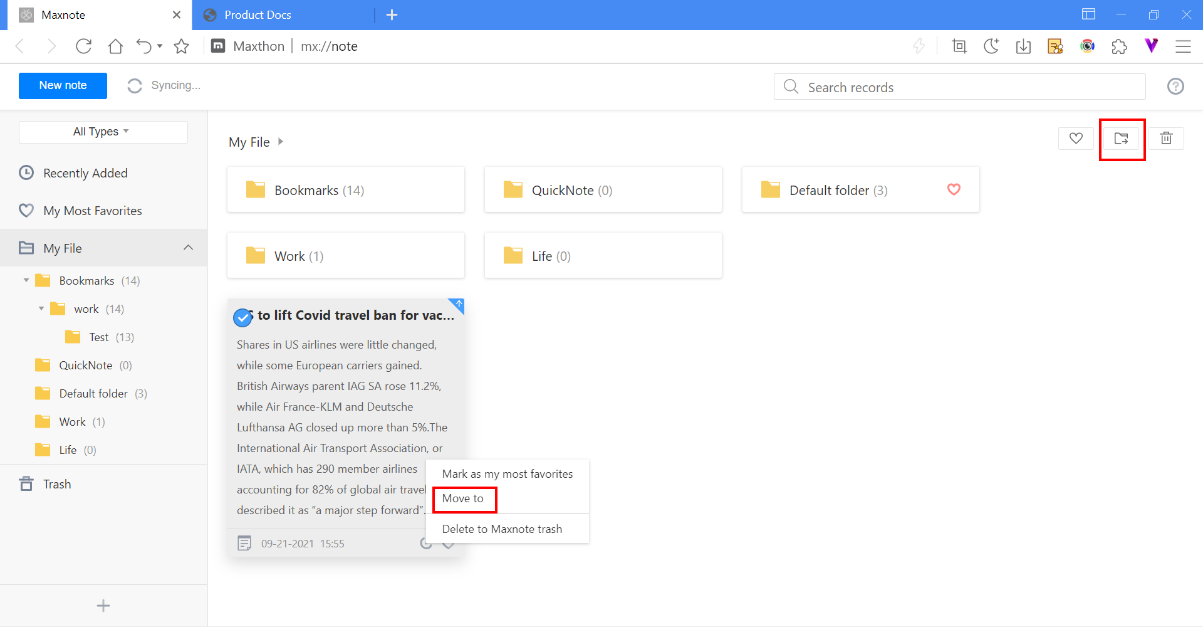 Maxnote
Product Docs
Maxthon | mx://note
New note
Syncing...
Search records
All Types
Recently Added
My Most Favorites
My File
Bookmarks (14)
work (14)
Test (13)
QuickNote (0)
Default folder (3)
Work (1)
Life (0)
Trash
My File
Bookmarks (14)
QuickNote (0)
Default folder (3)
Work (1)
Life (0)
to lift Covid travel ban for vac...
Shares in US airlines were little changed,
while some European carriers gained.
British Airways parent IAG SA rose 11.2%,
while Air France-KLM and Deutsche
Lufthansa AG closed up more than 5%.The
International Air Transport Association, or
IATA, which has 290 member airlines
accounting for 82% of global air travel
described it as “a major step forward”.
09-21-2021 15:55
Mark as my most favorites
Move to
Delete to Maxnote trash